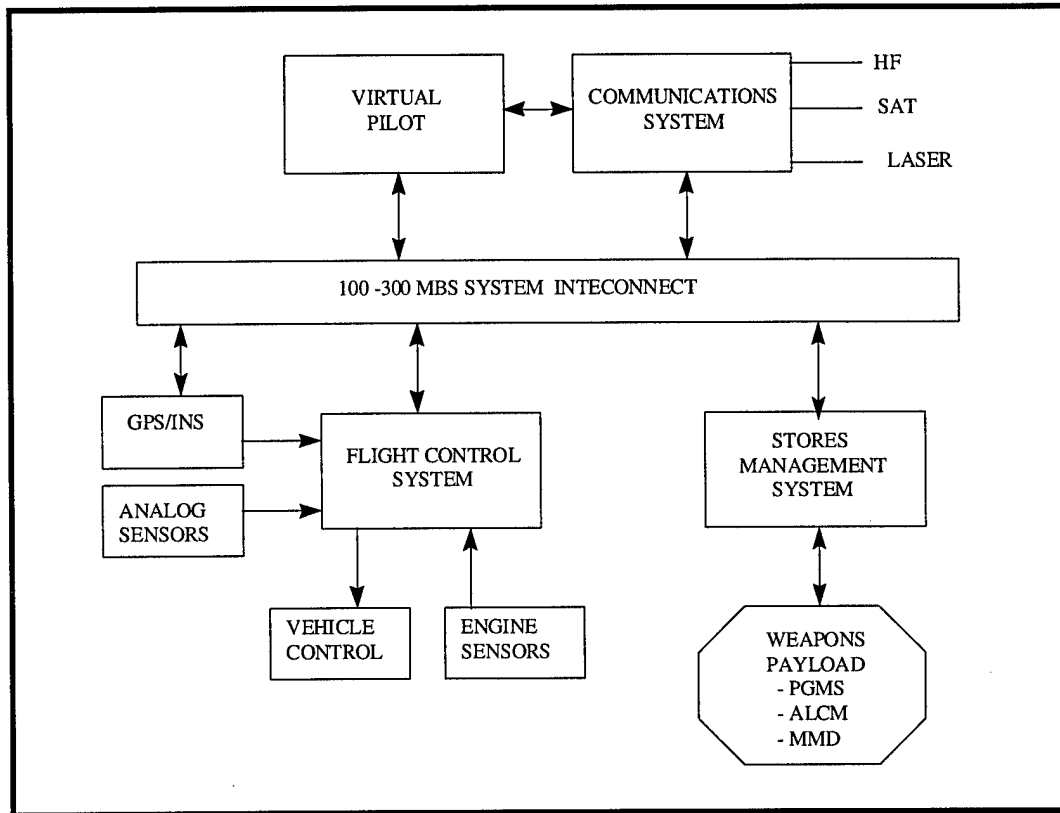 VIRTUAL
PILOT
COMMUNICATIONS
SYSTEM
HF
SAT
LASER
100 -300 MBS SYSTEM INTECONNECT
GPS/INS
ANALOG
SENSORS
FLIGHT CONTROL
SYSTEM
STORES
MANAGEMENT
SYSTEM
VEHICLE
CONTROL
ENGINE
SENSORS
WEAPONS
PAYLOAD
- PGMS
- ALCM
- MMD